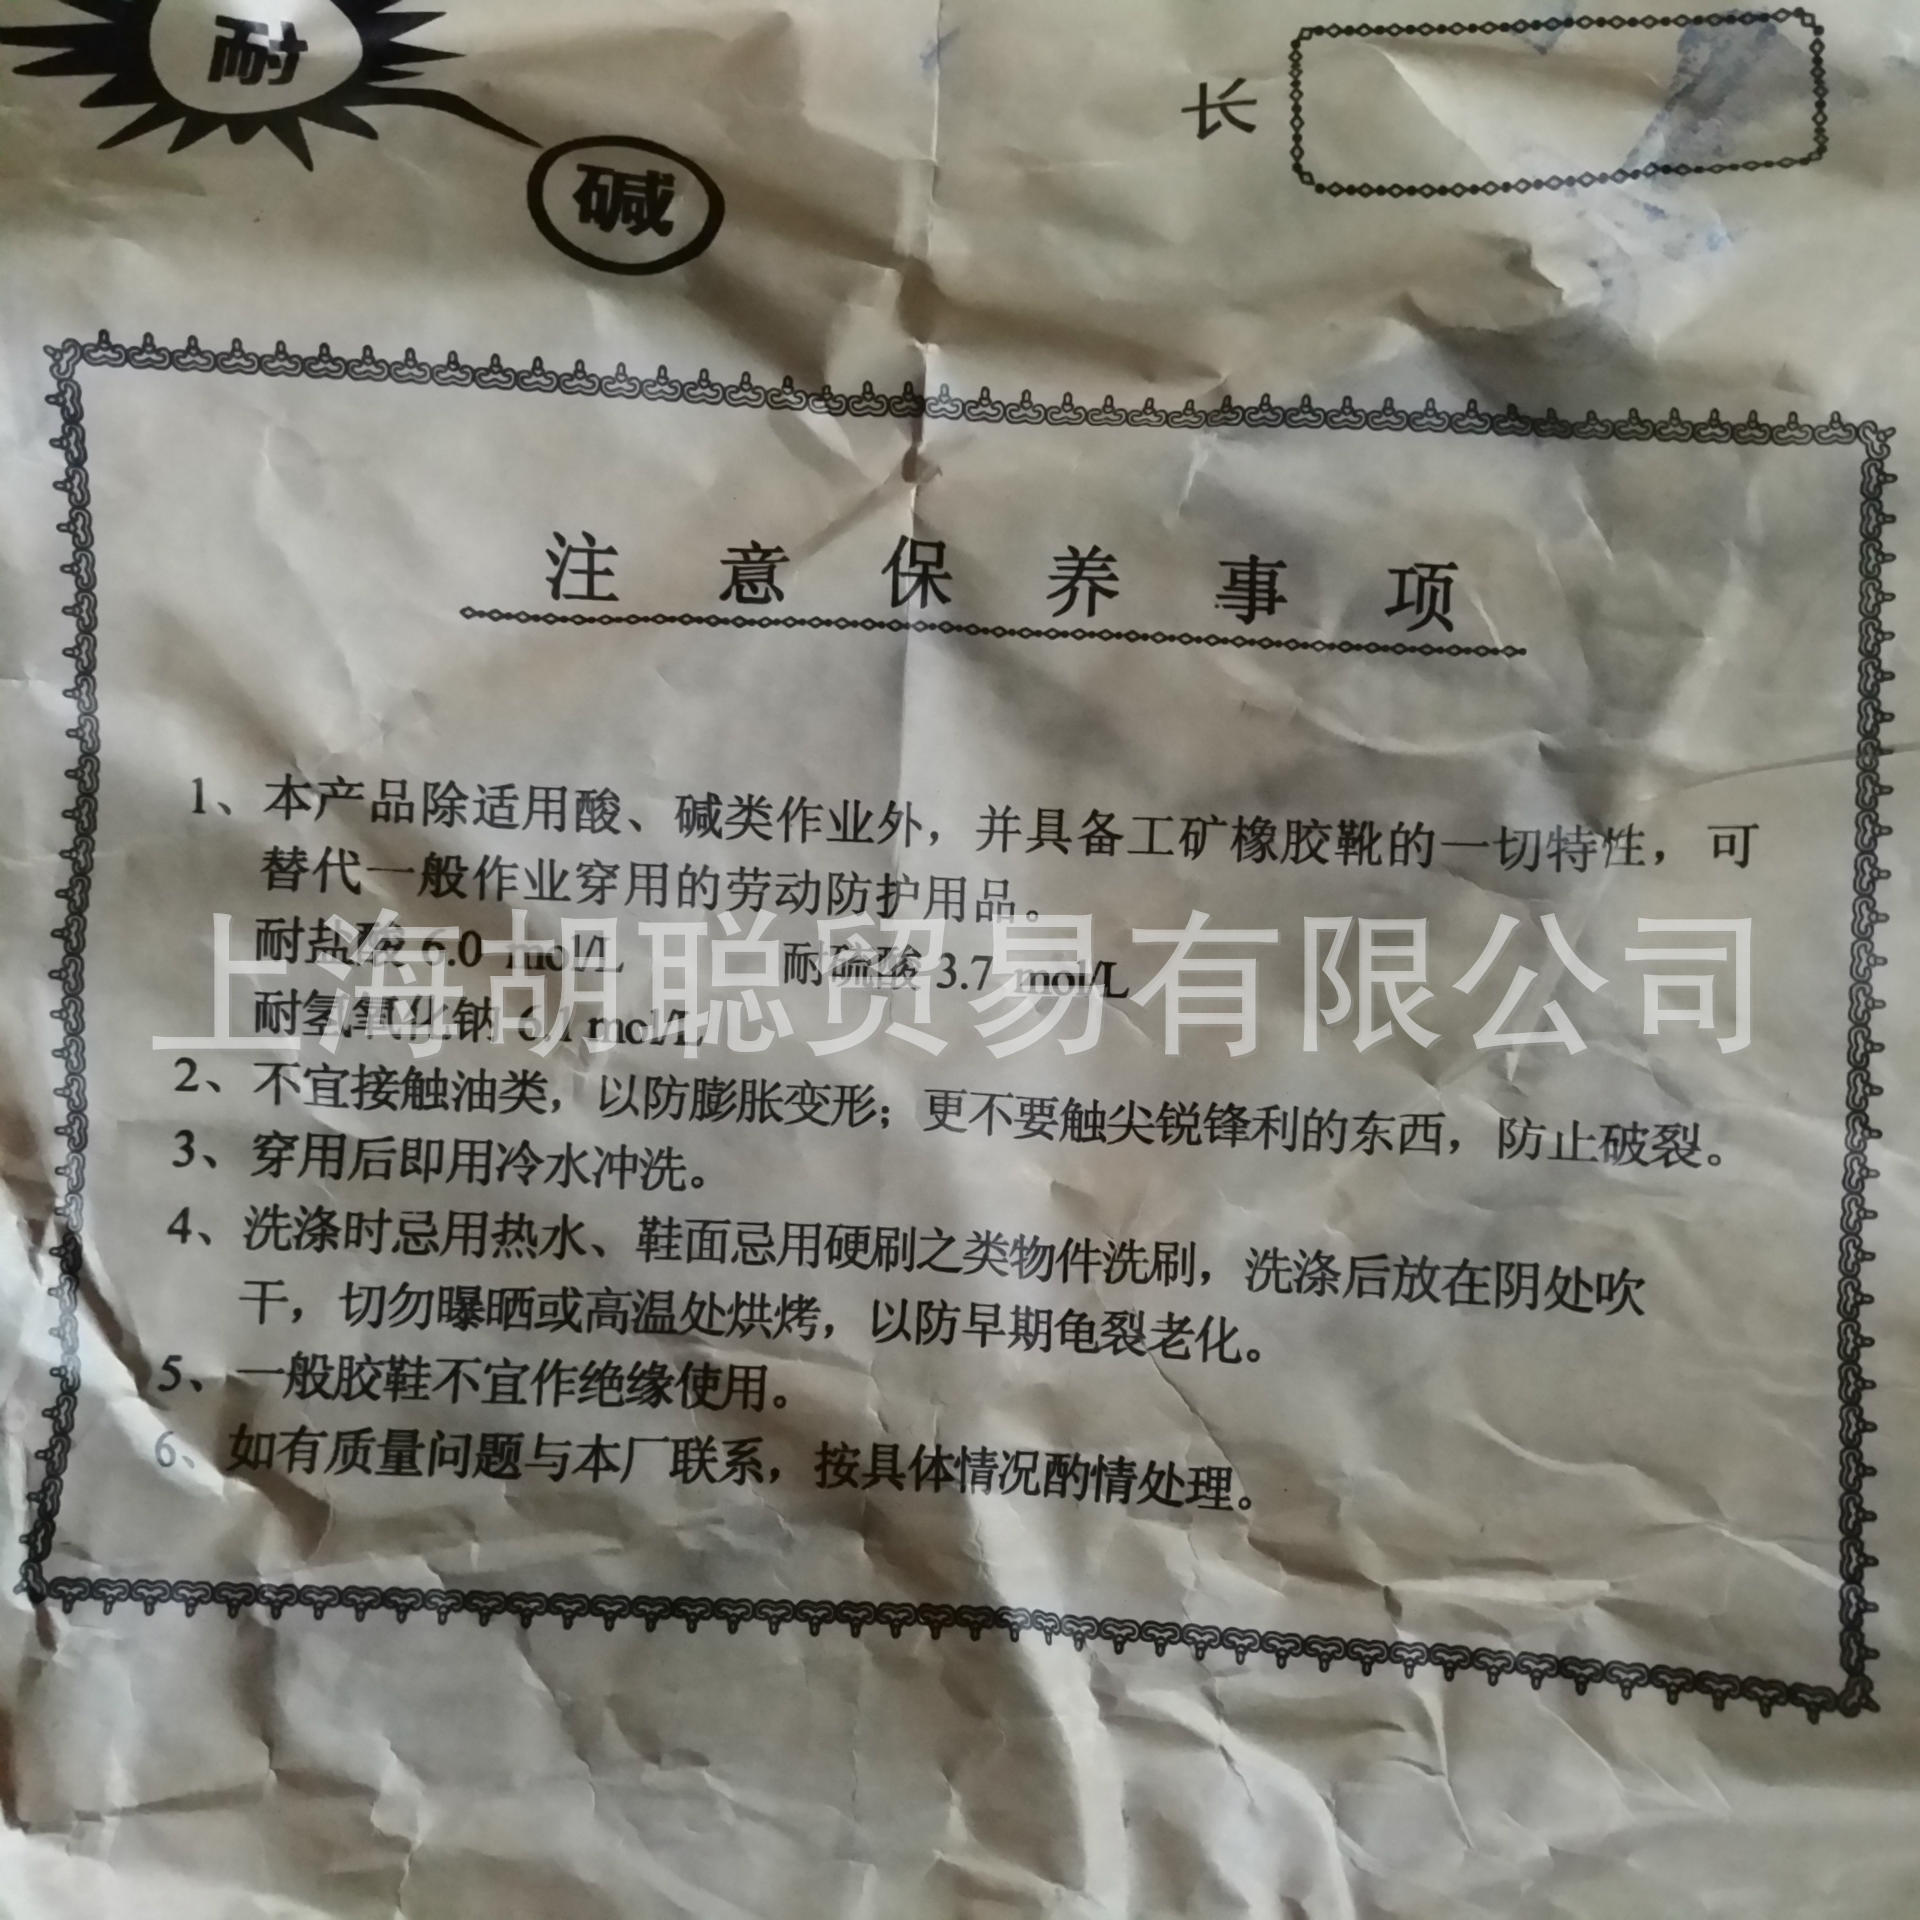 耐
碱
长
注意保养事项
1、本产品除适用酸、碱类作业外，并具备工矿橡胶靴的一切特性，可
替代一般作业穿用的劳动防护用品。
耐盐酸 6.0 mol/L 耐硫酸 3.7 mol/L
耐氢氧化钠 6.1 mol/L
上海胡聪贸易有限公司
2、不宜接触油类，以防膨胀变形；更不要触尖锐锋利的东西，防止破裂。
3、穿用后即用冷水冲洗。
4、洗涤时忌用热水、鞋面忌用硬刷之类物件洗刷，洗涤后放在阴处吹
干，切勿曝晒或高温处烘烤，以防早期龟裂老化。
5、一般胶鞋不宜作绝缘使用。
6、如有质量问题与本厂联系，按具体情况酌情处理。